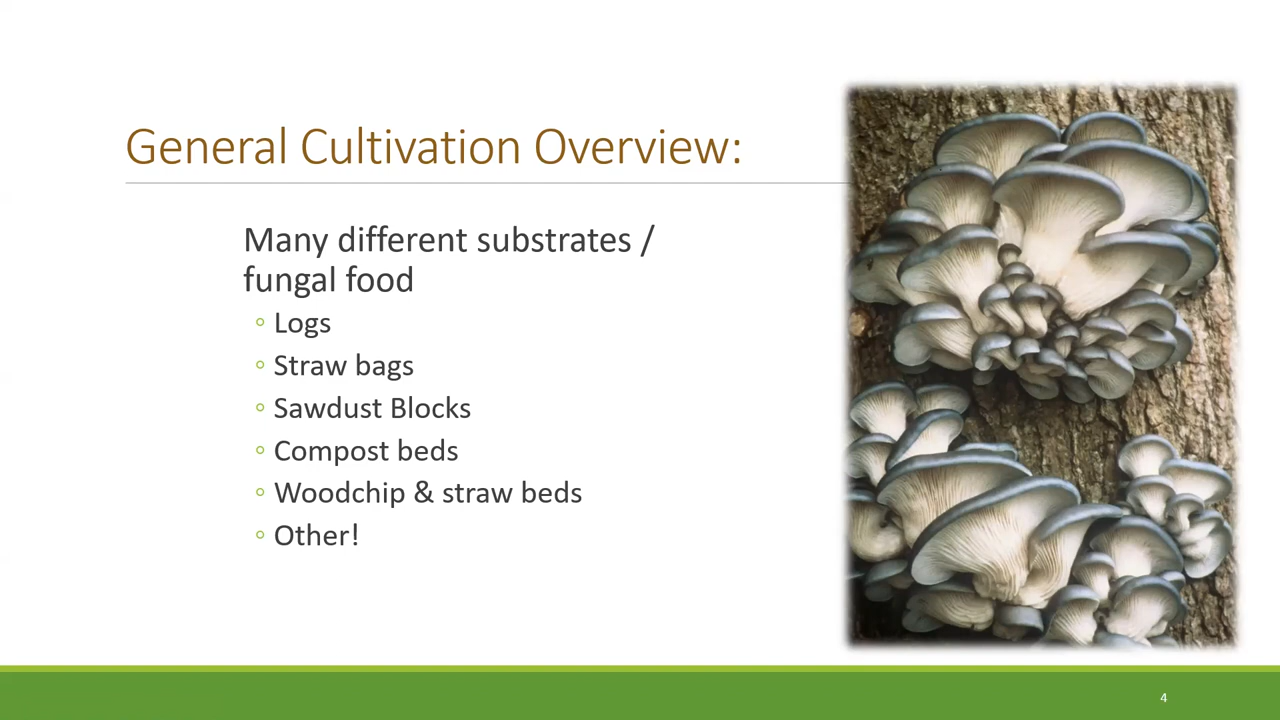 General Cultivation Overview:
Many different substrates /
fungal food
◦ Logs
◦ Straw bags
◦ Sawdust Blocks
◦ Compost beds
◦ Woodchip & straw beds
◦ Other!
4